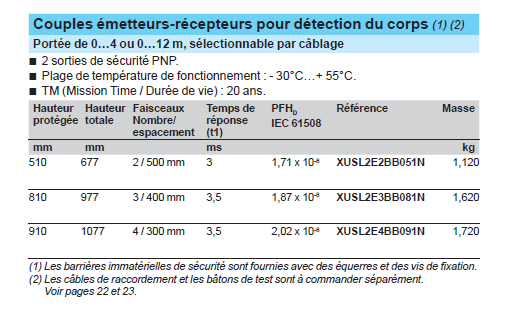 Couples émetteurs-récepteurs pour détection du corps (1) (2)
Portée de 0…4 ou 0…12 m, sélectionnable par câblage
■ 2 sorties de sécurité PNP.
■ Plage de température de fonctionnement : - 30°C…+ 55°C.
■ TM (Mission Time / Durée de vie) : 20 ans.
Hauteur protégée Hauteur totale Faisceaux Nombre/ espacement Temps de réponse (t1) PFHD IEC 61508 Référence Masse
mm mm ms kg
510 677 2 / 500 mm 3 1,71 x 10-8 XUSL2E2BB051N 1,120
810 977 3 / 400 mm 3,5 1,87 x 10-8 XUSL2E3BB081N 1,620
910 1077 4 / 300 mm 3,5 2,02 x 10-8 XUSL2E4BB091N 1,720
(1) Les barrières immatérielles de sécurité sont fournies avec des équerres et des vis de fixation.
(2) Les câbles de raccordement et les bâtons de test sont à commander séparément.
Voir pages 22 et 23.